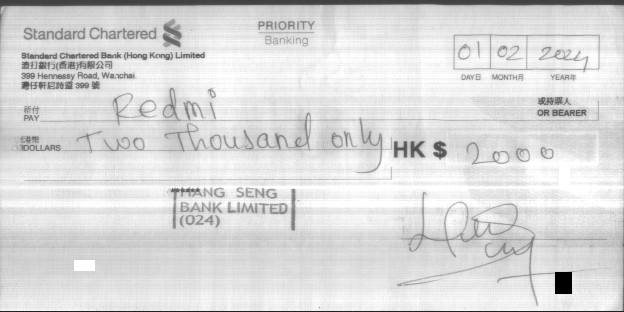 Standard Chartered
PRIORITY
Banking
Standard Chartered Bank (Hong Kong) Limited
渣打銀行(香港)有限公司
399 Hennessy Road, Wanchai
灣仔軒尼詩道 399 號
01 02 2024
DAY日 MONTH月 YEAR年
祈付
PAY Redmi
或持票人
OR BEARER
港幣
DOLLARS Two Thousand only HK $ 2000
HANG SENG
BANK LIMITED
(024)